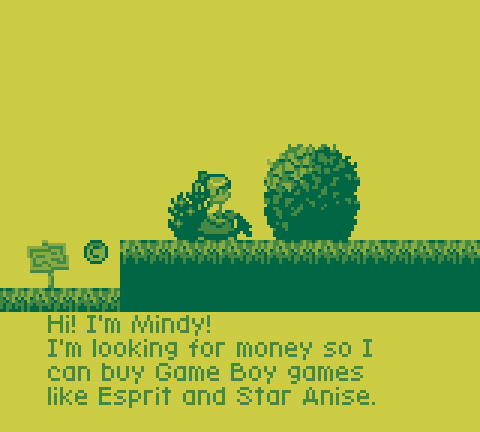 ©
Hi! I'm Mindy!
I'm looking for money so I
can buy Game Boy games
like Esprit and Star Anise.